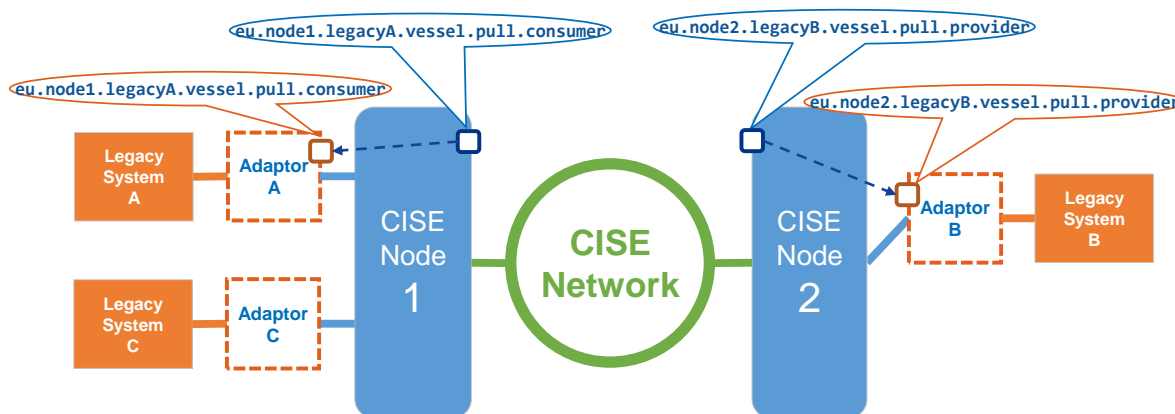 eu.node1.legacyA.vessel.pull.consumer
eu.node2.legacyB.vessel.pull.provider
eu.node1.legacyA.vessel.pull.consumer
eu.node2.legacyB.vessel.pull.provider
Legacy
System
A
Adaptor
A
CISE
Node
1
Legacy
System
C
Adaptor
C
CISE
Network
CISE
Node
2
Adaptor
B
Legacy
System
B